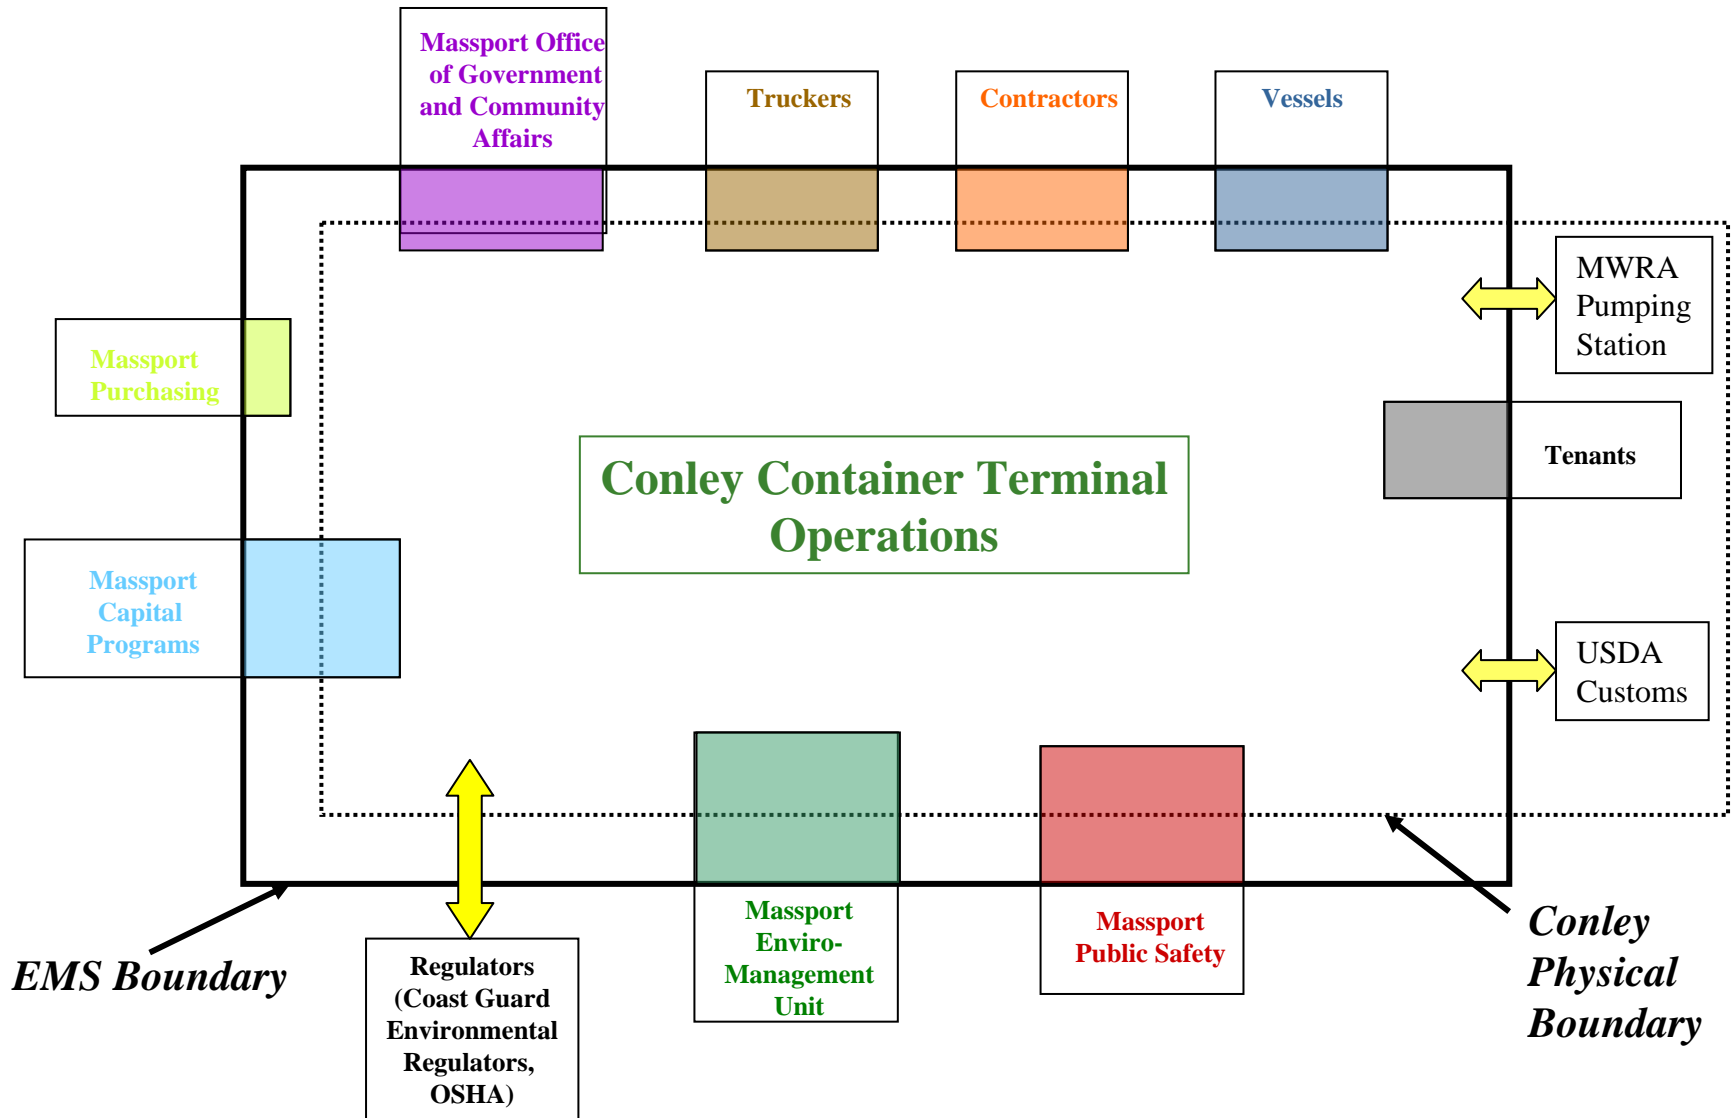 Massport Office
of Government
and Community
Affairs
Truckers
Contractors
Vessels
MWRA
Pumping
Station
Massport
Purchasing
Tenants
Conley Container Terminal
Operations
Massport
Capital
Programs
USDA
Customs
Massport
Enviro-
Management
Unit
Massport
Public Safety
Conley
Physical
Boundary
EMS Boundary
Regulators
(Coast Guard
Environmental
Regulators,
OSHA)